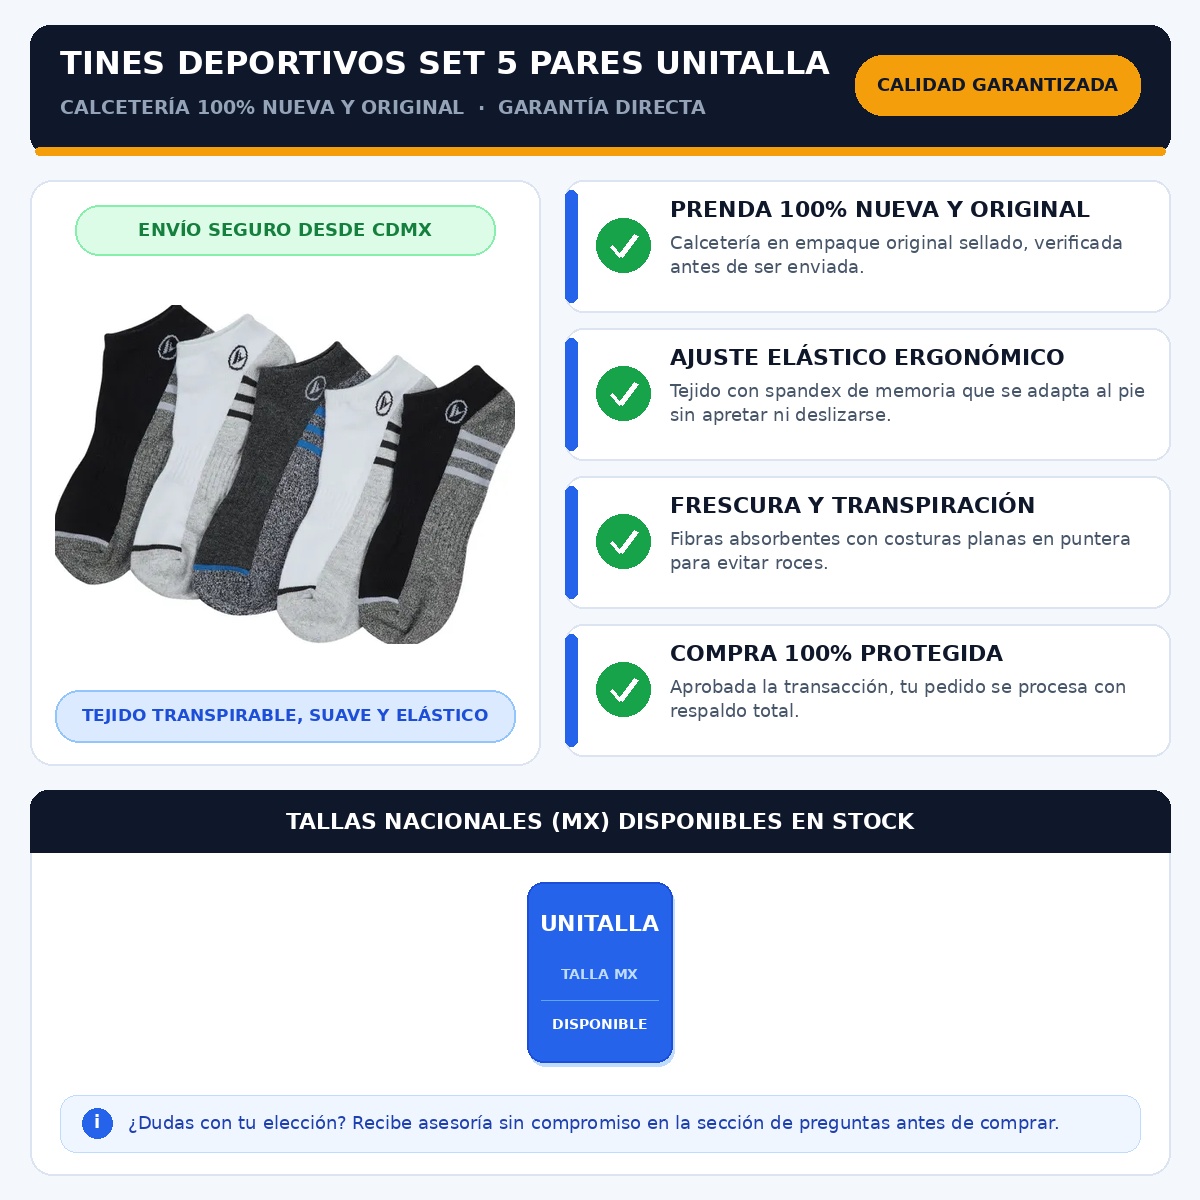 TINES DEPORTIVOS SET 5 PARES UNITALLA
CALCETERÍA 100% NUEVA Y ORIGINAL · GARANTÍA DIRECTA
CALIDAD GARANTIZADA
ENVÍO SEGURO DESDE CDMX
TEJIDO TRANSPIRABLE, SUAVE Y ELÁSTICO
PRENDA 100% NUEVA Y ORIGINAL
Calcetería en empaque original sellado, verificada
antes de ser enviada.
AJUSTE ELÁSTICO ERGONÓMICO
Tejido con spandex de memoria que se adapta al pie
sin apretar ni deslizarse.
FRESCURA Y TRANSPIRACIÓN
Fibras absorbentes con costuras planas en puntera
para evitar roces.
COMPRA 100% PROTEGIDA
Aprobada la transacción, tu pedido se procesa con
respaldo total.
TALLAS NACIONALES (MX) DISPONIBLES EN STOCK
UNITALLA
TALLA MX
DISPONIBLE
i ¿Dudas con tu elección? Recibe asesoría sin compromiso en la sección de preguntas antes de comprar.